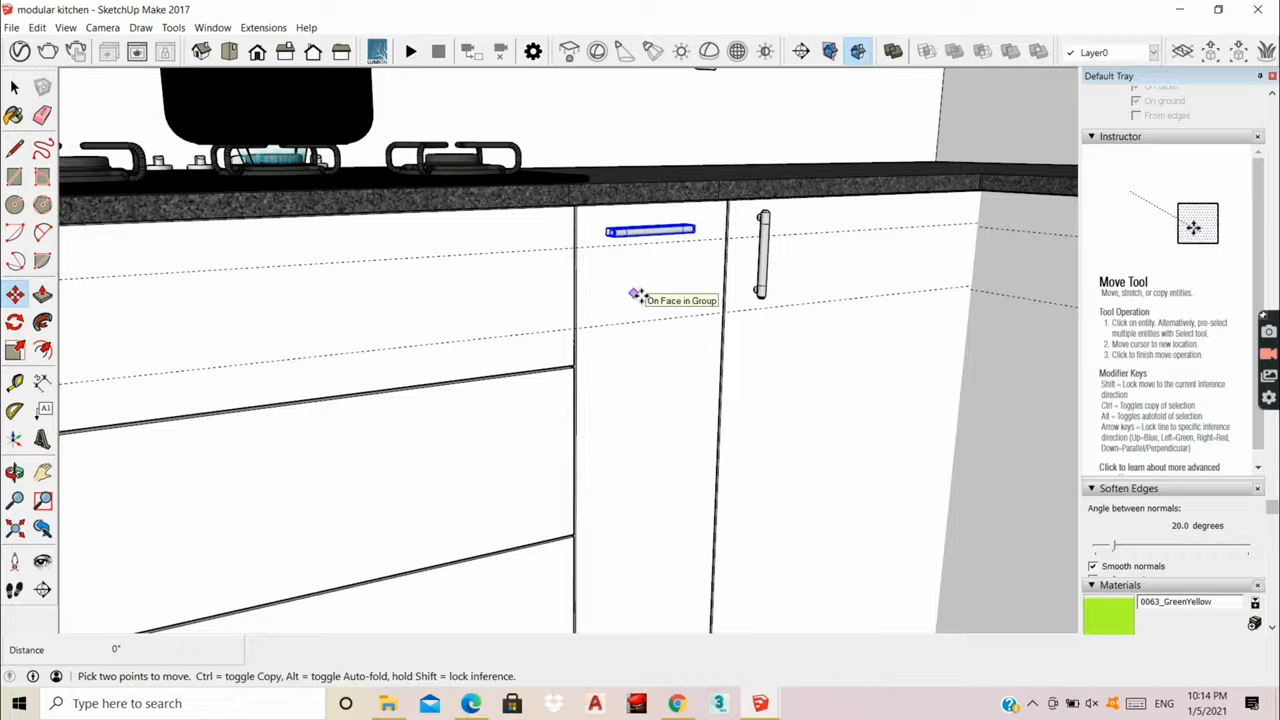 modular kitchen - SketchUp Make 2017
File Edit View Camera Draw Tools Window Extensions Help
Layer0
Default Tray
On ground
From edges
Instructor
Move Tool
Move, stretch, or copy entities.
Tool Operation
1. Click on entity. Alternatively, pre-select
multiple entities with Select tool.
2. Move cursor to new location.
3. Click to finish move operation.
Modifier Keys
Shift = Lock move to the current inference
direction
Ctrl = Toggles copy of selection
Alt = Toggles autofold of selection
Arrow keys = Lock line to specific inference
direction (Up=Blue, Left=Green, Right=Red,
Down=Parallel/Perpendicular)
Click to learn about more advanced
On Face in Group
A1
Soften Edges
Angle between normals:
20.0 degrees
Smooth normals
Materials
0063_GreenYellow
Distance 0"
Pick two points to move. Ctrl = toggle Copy, Alt = toggle Auto-fold, hold Shift = lock inference.
Type here to search
ENG
10:14 PM
1/5/2021